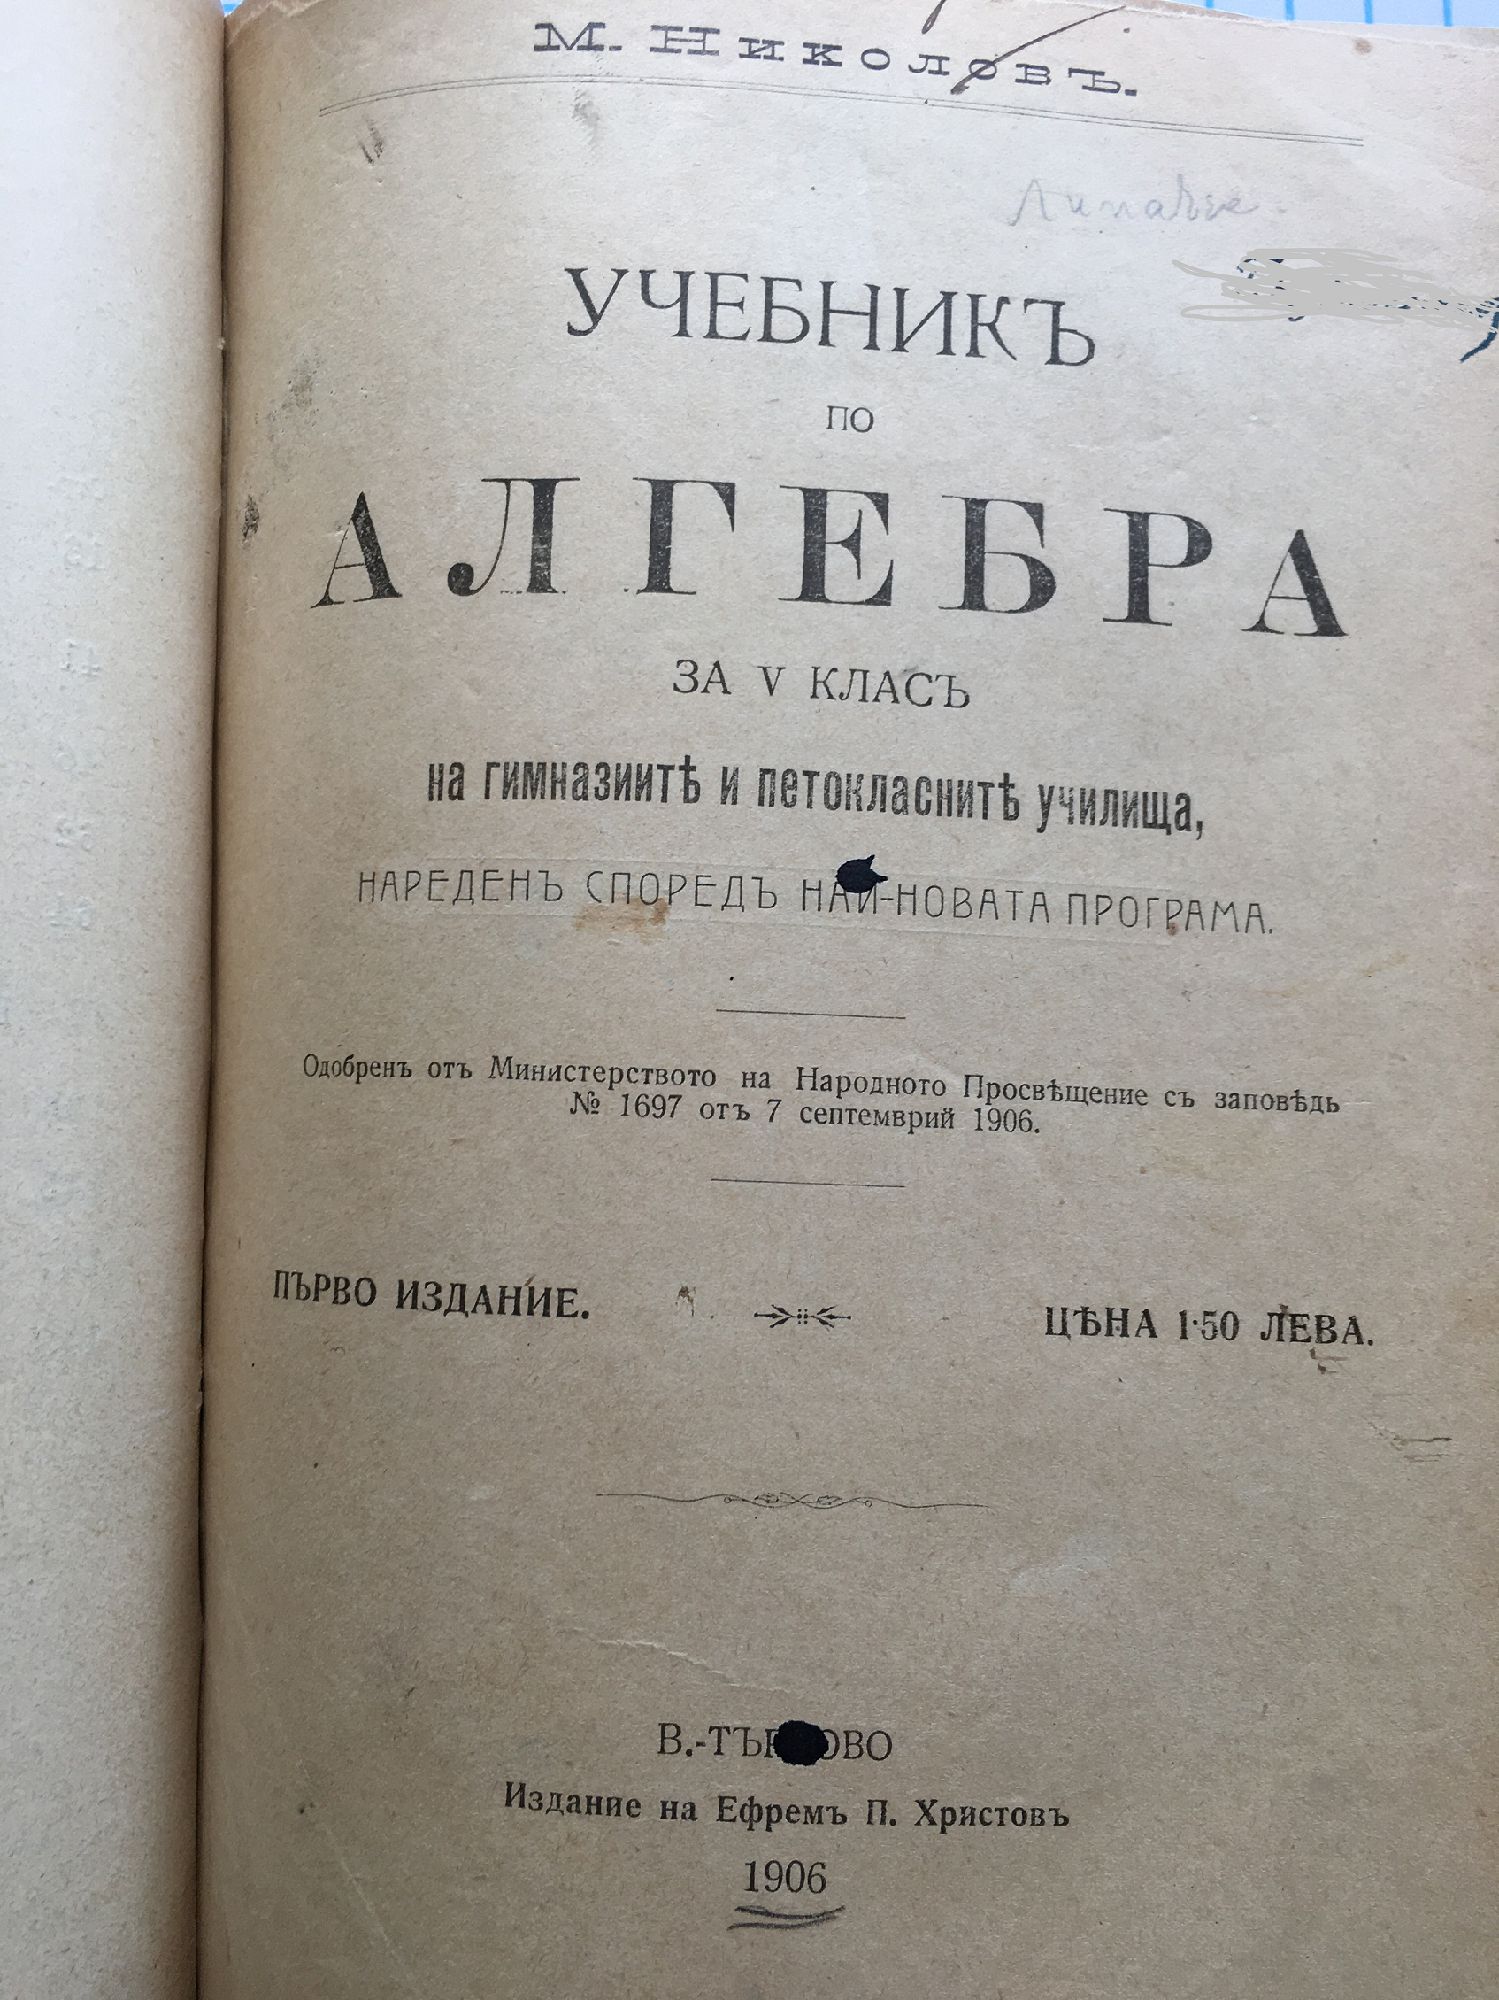 М. Николовъ.
УЧЕБНИКЪ
ПО
АЛГЕБРА
ЗА V КЛАСЪ
на гимназиитѣ и петокласнитѣ училища,
НАРЕДЕНЪ СПОРЕДЪ НАЙ-НОВАТА ПРОГРАМА.
Одобренъ отъ Министерството на Народното Просвѣщение съ заповѣдь
№ 1697 отъ 7 септемврий 1906.
ПЪРВО ИЗДАНИЕ. ЦѢНА 1·50 ЛЕВА.
В.-ТЪРНОВО
Издание на Ефремъ П. Христовъ
1906